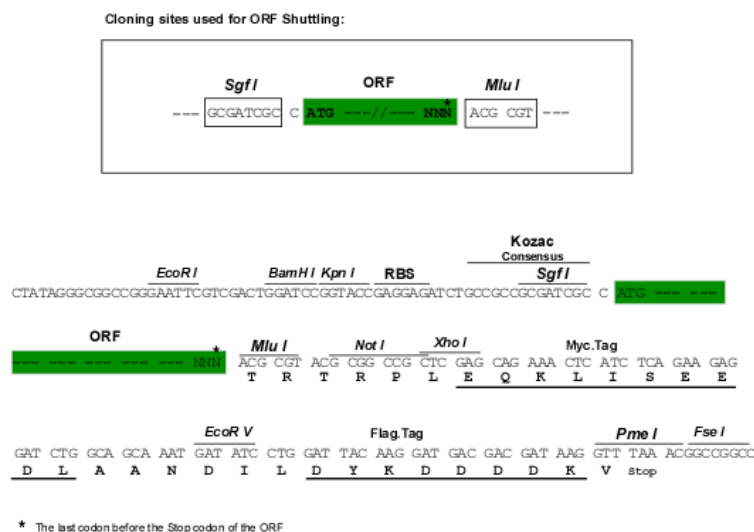 Cloning sites used for ORF Shuttling:
Sgf I ORF Mlu I
--- GCGATCGC C ATG ---//--- NNN* ACG CGT ---
Kozac
Consensus
EcoR I BamH I Kpn I RBS Sgf I
CTATAGGGCGGCCGGGAATTCGTCGACTGGATCCGGTACCGAGGAGATCTGCCGCCGCGATCGC C ATG --- ---
ORF Mlu I Not I Xho I Myc.Tag
--- --- --- --- --- NNN* ACG CGT ACG CGG CCG CTC GAG CAG AAA CTC ATC TCA GAA GAG
T R T R P L E Q K L I S E E
EcoR V Flag.Tag Pme I Fse I
GAT CTG GCA GCA AAT GAT ATC CTG GAT TAC AAG GAT GAC GAC GAT AAG GTT TAA ACGGCCGGCC
D L A A N D I L D Y K D D D D K V Stop
* The last codon before the Stop codon of the ORF